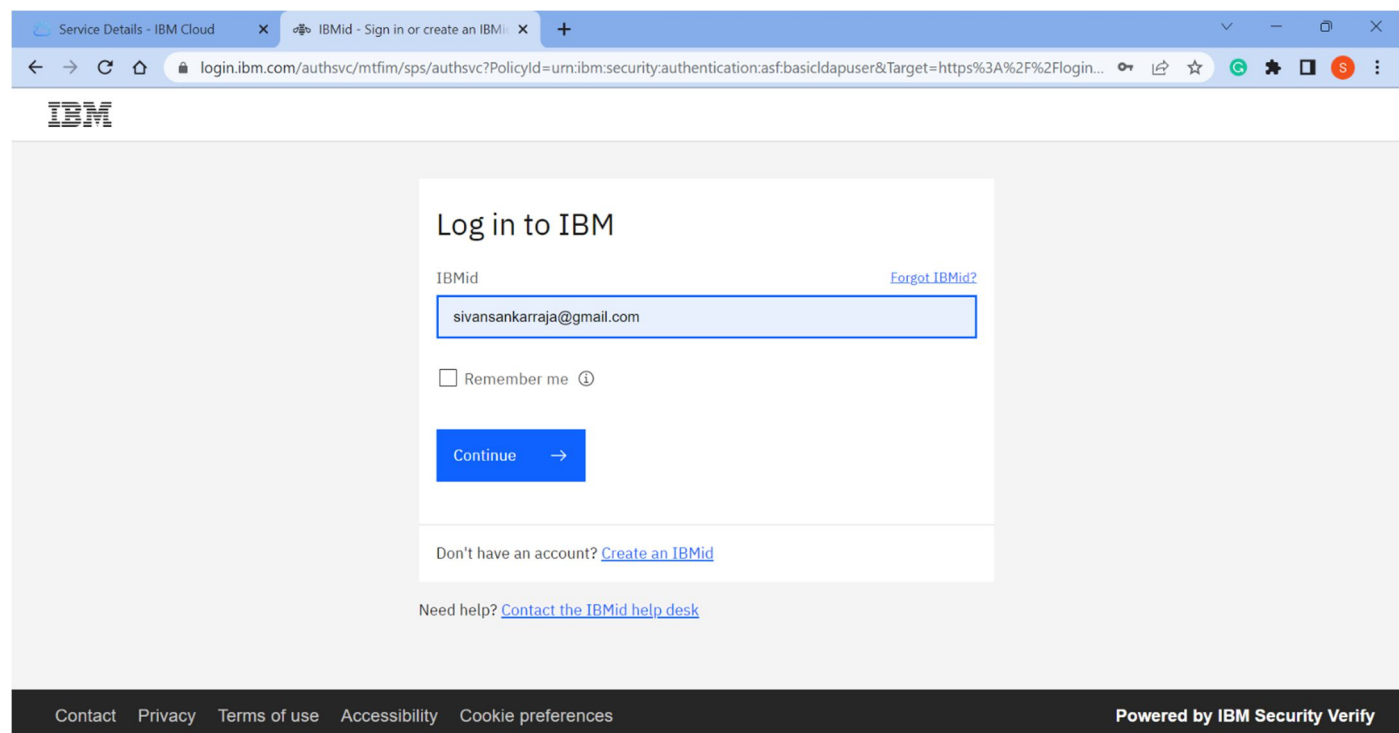 Service Details - IBM Cloud IBMid - Sign in or create an IBMi
login.ibm.com/authsvc/mtfim/sps/authsvc?PolicyId=urn:ibm:security:authentication:asf:basicldapuser&Target=https%3A%2F%2Flogin... S
IBM
Log in to IBM
IBMid Forgot IBMid?
sivansankarraja@gmail.com
Remember me
Continue
Don't have an account? Create an IBMid
Need help? Contact the IBMid help desk
Contact Privacy Terms of use Accessibility Cookie preferences Powered by IBM Security Verify